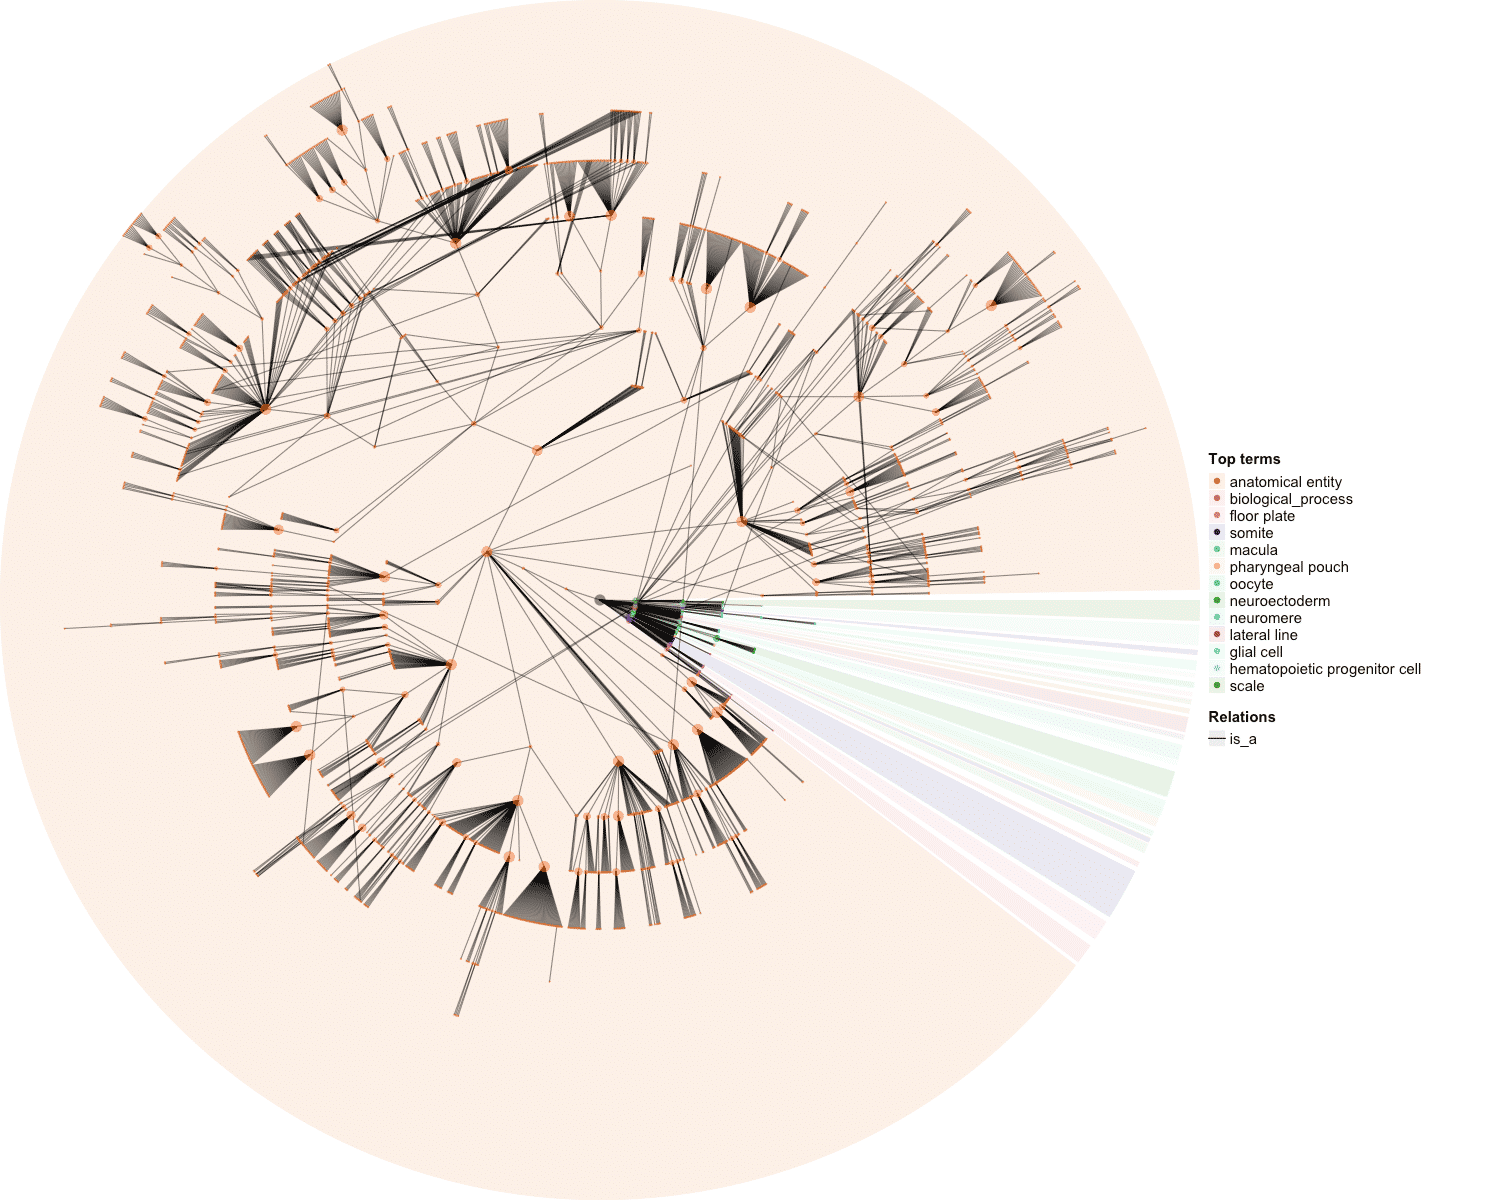 Top terms
anatomical entity
biological_process
floor plate
somite
macula
pharyngeal pouch
oocyte
neuroectoderm
neuromere
lateral line
glial cell
hematopoietic progenitor cell
scale
Relations
is_a